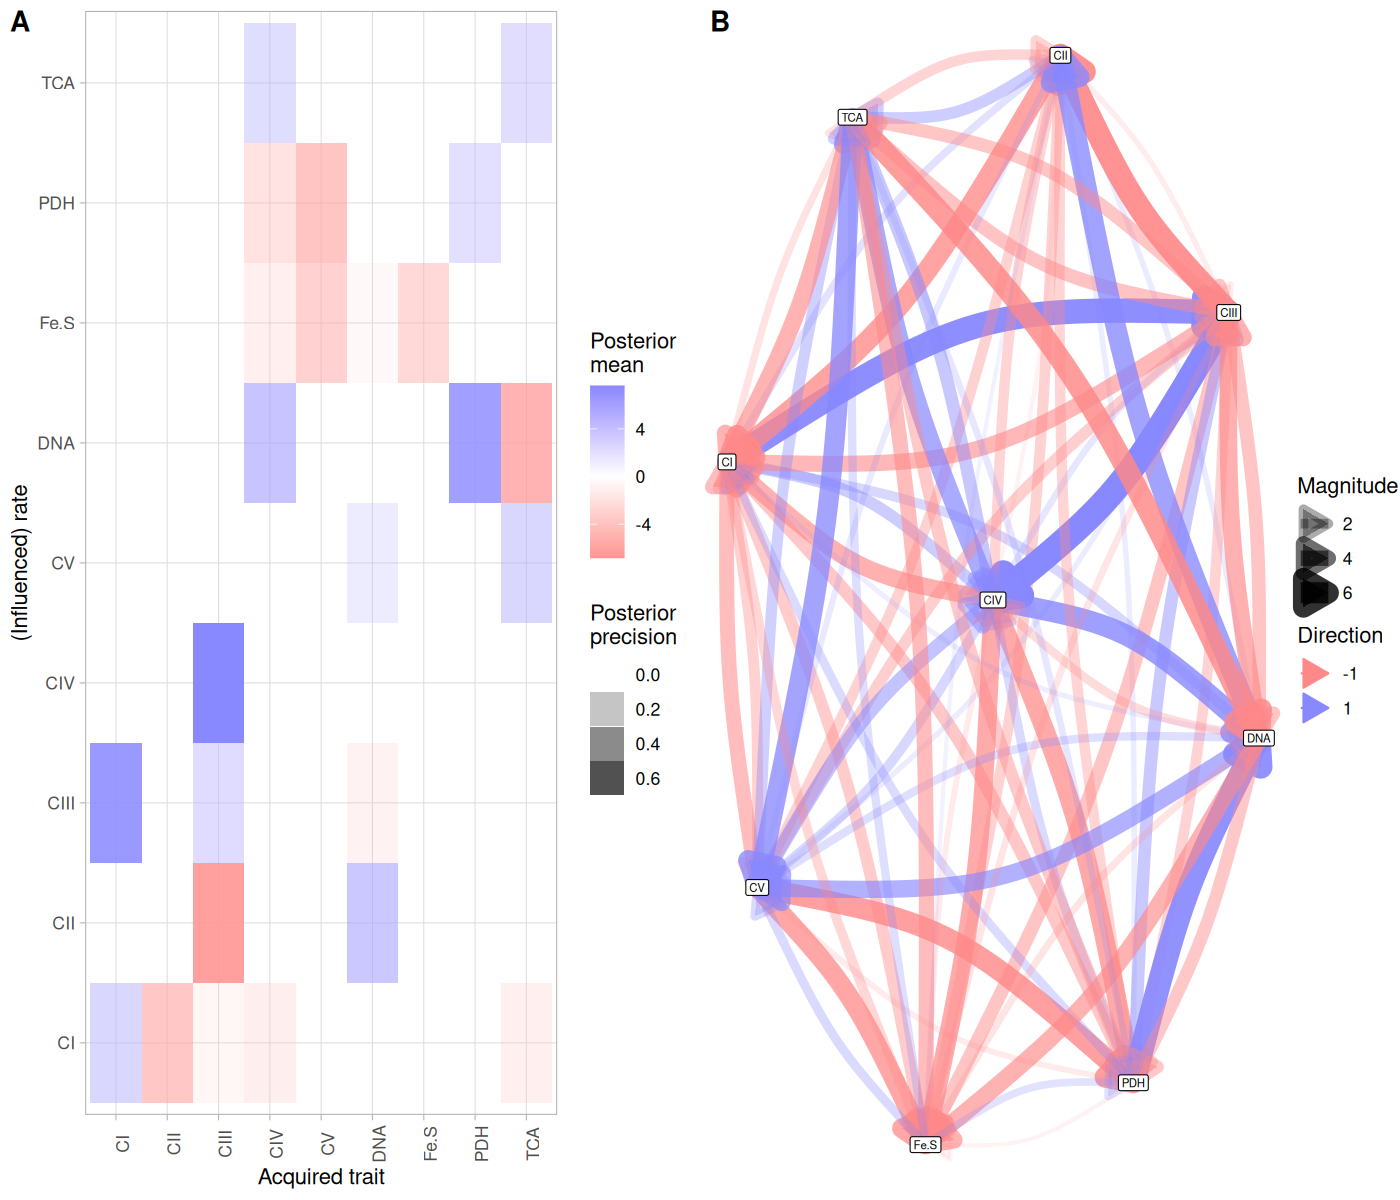 A
TCA
PDH
Fe.S
DNA
CV
CIV
CIII
CII
CI
(Influenced) rate
CI
CII
CIII
CIV
CV
DNA
Fe.S
PDH
TCA
Acquired trait
Posterior
mean
4
0
-4
Posterior
precision
0.0
0.2
0.4
0.6
B
CII
TCA
CIII
CI
CIV
DNA
CV
PDH
Fe.S
Magnitude
2
4
6
Direction
-1
1